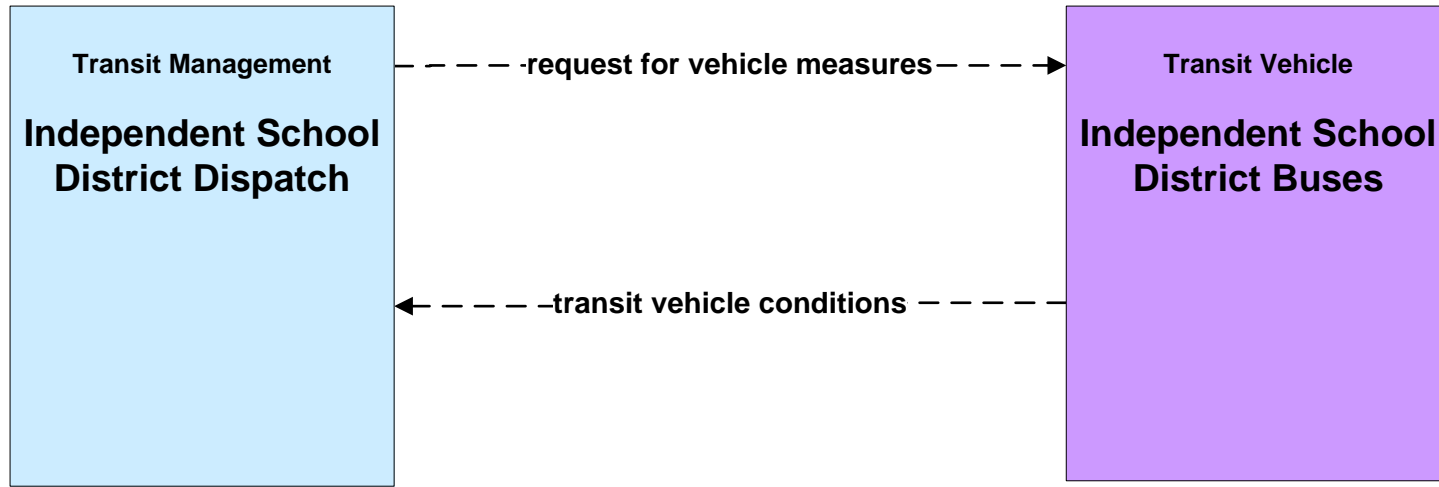 Transit Management
Independent School
District Dispatch
request for vehicle measures
Transit Vehicle
Independent School
District Buses
transit vehicle conditions